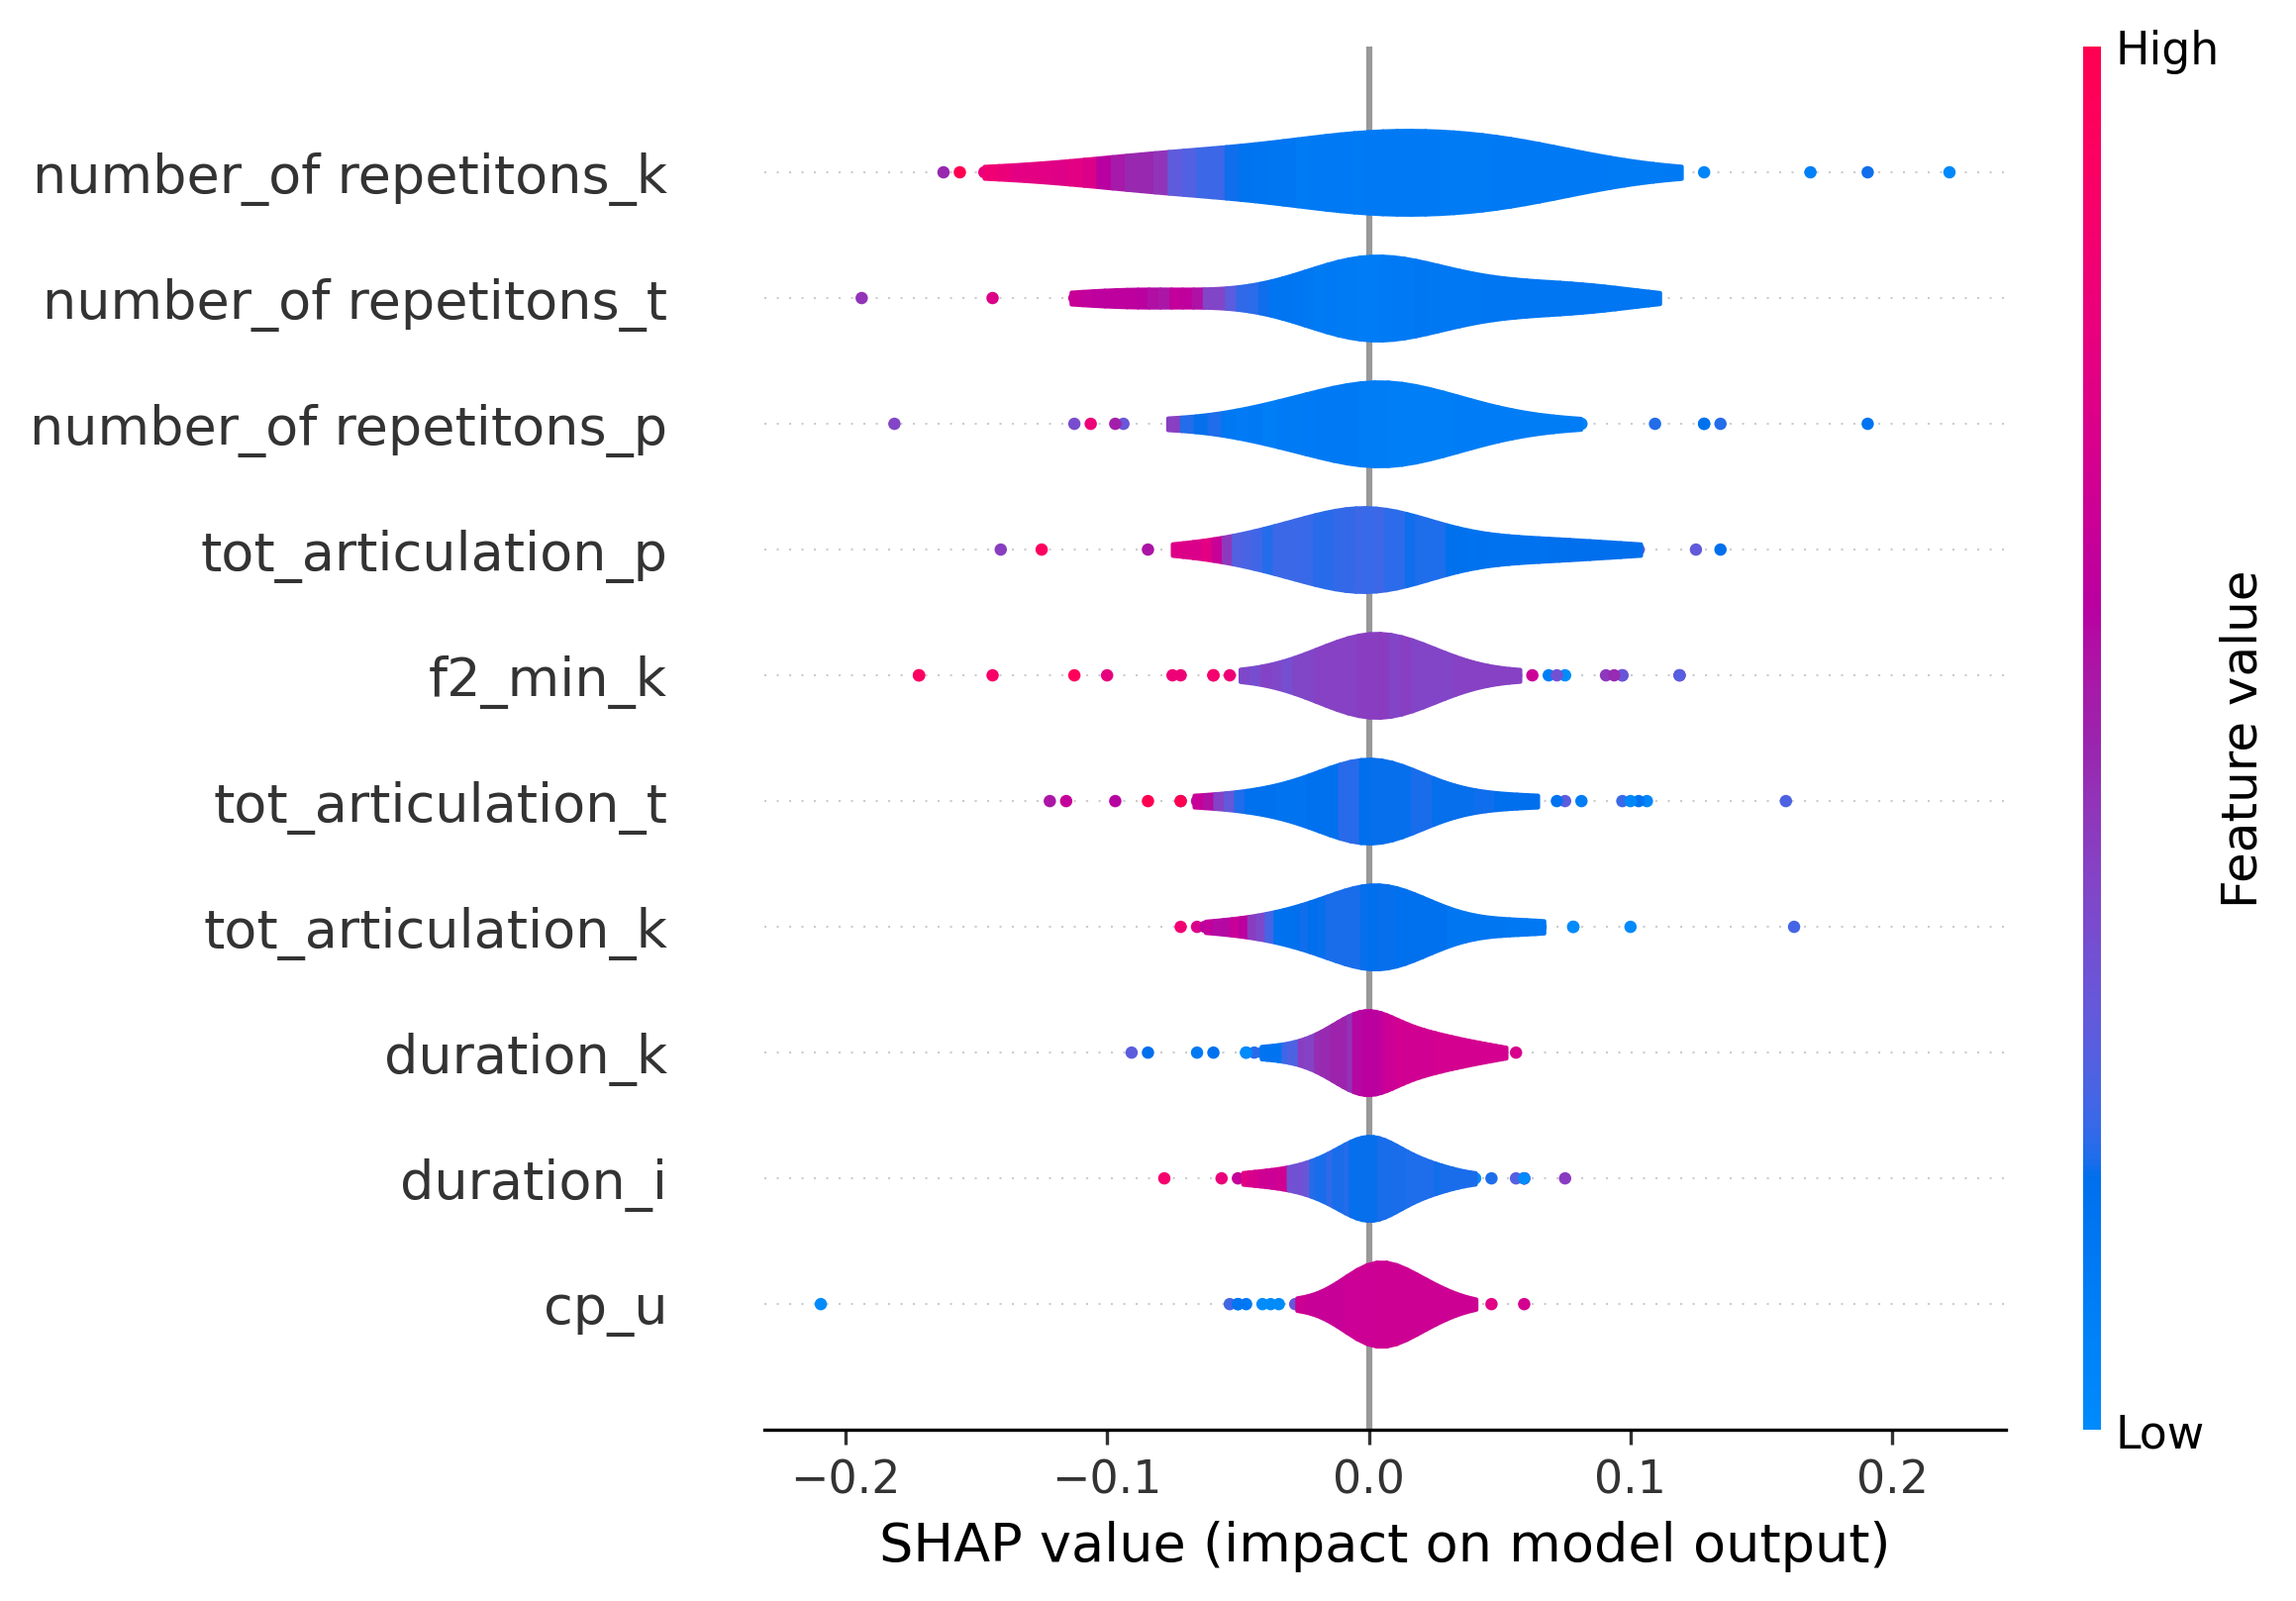 High
number_of repetitons_k
number_of repetitons_t
number_of repetitons_p
tot_articulation_p
f2_min_k
tot_articulation_t
tot_articulation_k
duration_k
duration_i
cp_u
Feature value
Low
−0.2 −0.1 0.0 0.1 0.2
SHAP value (impact on model output)